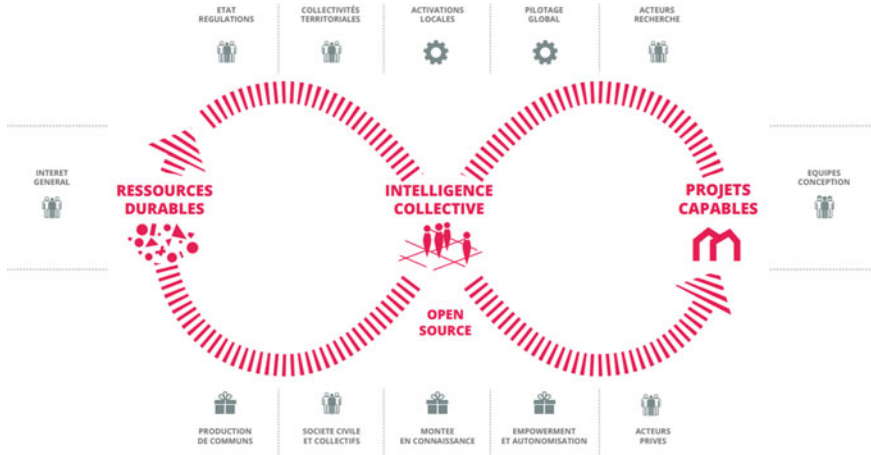 ETAT
REGULATIONS
COLLECTIVITÉS
TERRITORIALES
ACTIVATIONS
LOCALES
PILOTAGE
GLOBAL
ACTEURS
RECHERCHE
INTERET
GENERAL
RESSOURCES
DURABLES
INTELLIGENCE
COLLECTIVE
PROJETS
CAPABLES
EQUIPES
CONCEPTION
OPEN
SOURCE
PRODUCTION
DE COMMUNS
SOCIETE CIVILE
ET COLLECTIFS
MONTEE
EN CONNAISSANCE
EMPOWERMENT
ET AUTONOMISATION
ACTEURS
PRIVES